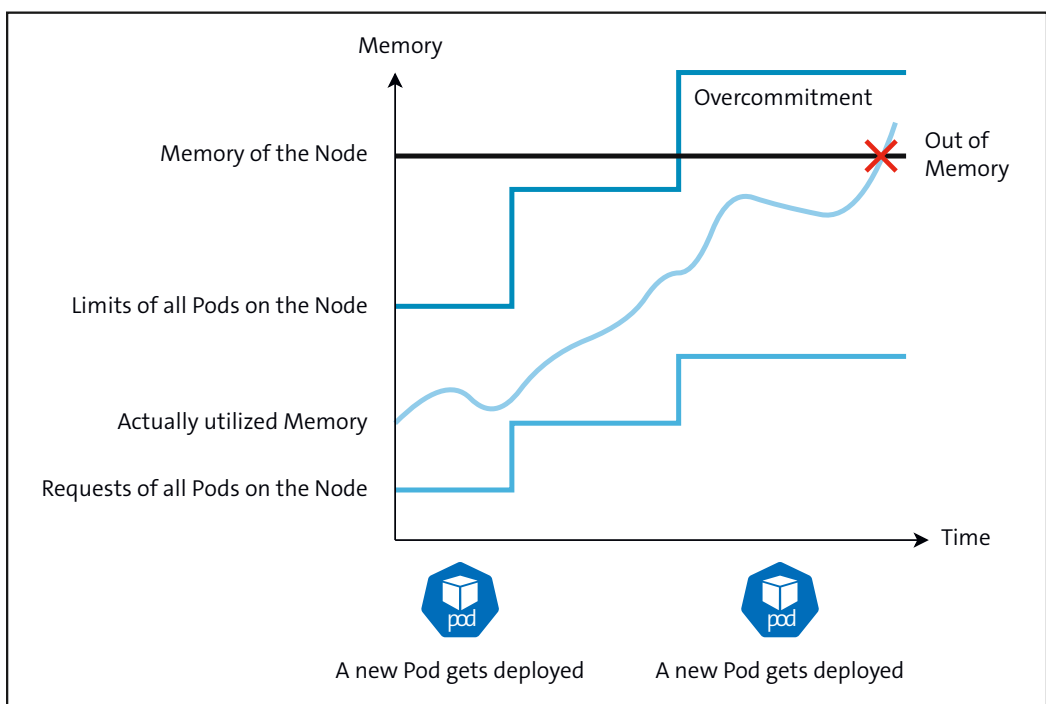 Memory
Overcommitment
Memory of the Node
Out of
Memory
Limits of all Pods on the Node
Actually utilized Memory
Requests of all Pods on the Node
Time
pod
pod
A new Pod gets deployed
A new Pod gets deployed